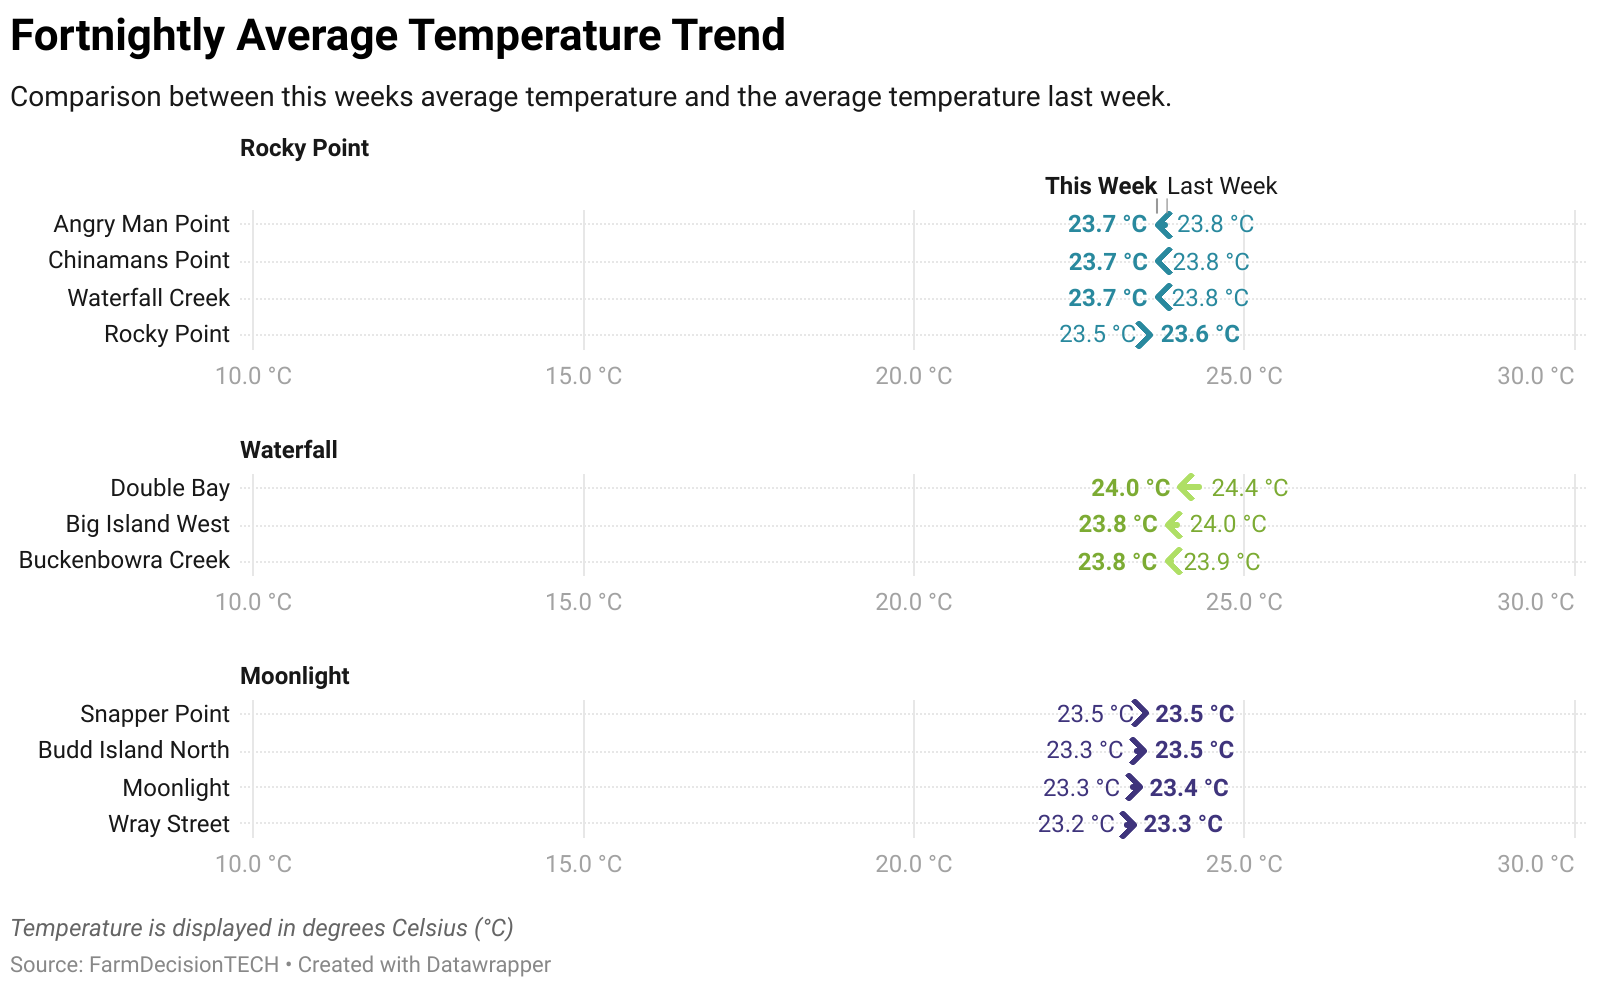 Fortnightly Average Temperature Trend
Comparison between this weeks average temperature and the average temperature last week.
Rocky Point
This Week Last Week
Angry Man Point 23.7 °C 23.8 °C
Chinamans Point 23.7 °C 23.8 °C
Waterfall Creek 23.7 °C 23.8 °C
Rocky Point 23.5 °C 23.6 °C
10.0 °C 15.0 °C 20.0 °C 25.0 °C 30.0 °C
Waterfall
Double Bay 24.0 °C 24.4 °C
Big Island West 23.8 °C 24.0 °C
Buckenbowra Creek 23.8 °C 23.9 °C
10.0 °C 15.0 °C 20.0 °C 25.0 °C 30.0 °C
Moonlight
Snapper Point 23.5 °C 23.5 °C
Budd Island North 23.3 °C 23.5 °C
Moonlight 23.3 °C 23.4 °C
Wray Street 23.2 °C 23.3 °C
10.0 °C 15.0 °C 20.0 °C 25.0 °C 30.0 °C
Temperature is displayed in degrees Celsius (°C)
Source: FarmDecisionTECH • Created with Datawrapper